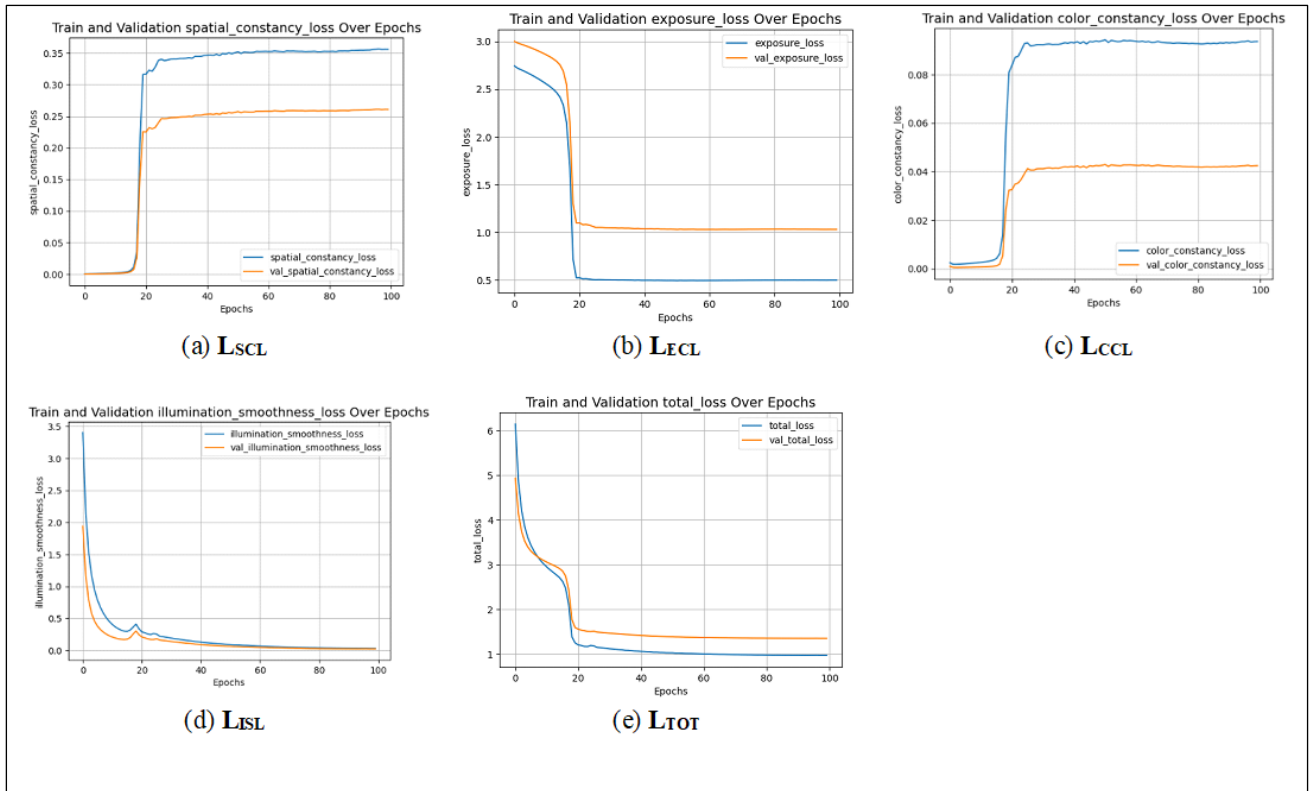 Train and Validation spatial_constancy_loss Over Epochs
0.35
0.30
0.25
0.20
0.15
0.10
0.05
0.00
spatial_constancy_loss
spatial_constancy_loss
val_spatial_constancy_loss
0 20 40 60 80 100
Epochs
(a) LSCL
Train and Validation exposure_loss Over Epochs
3.0
2.5
2.0
1.5
1.0
0.5
exposure_loss
exposure_loss
val_exposure_loss
0 20 40 60 80 100
Epochs
(b) LECL
Train and Validation color_constancy_loss Over Epochs
0.08
0.06
0.04
0.02
0.00
color_constancy_loss
color_constancy_loss
val_color_constancy_loss
0 20 40 60 80 100
Epochs
(c) LCCL
Train and Validation illumination_smoothness_loss Over Epochs
3.5
3.0
2.5
2.0
1.5
1.0
0.5
0.0
illumination_smoothness_loss
illumination_smoothness_loss
val_illumination_smoothness_loss
0 20 40 60 80 100
Epochs
(d) LISL
Train and Validation total_loss Over Epochs
6
5
4
3
2
1
total_loss
total_loss
val_total_loss
0 20 40 60 80 100
Epochs
(e) LTOT